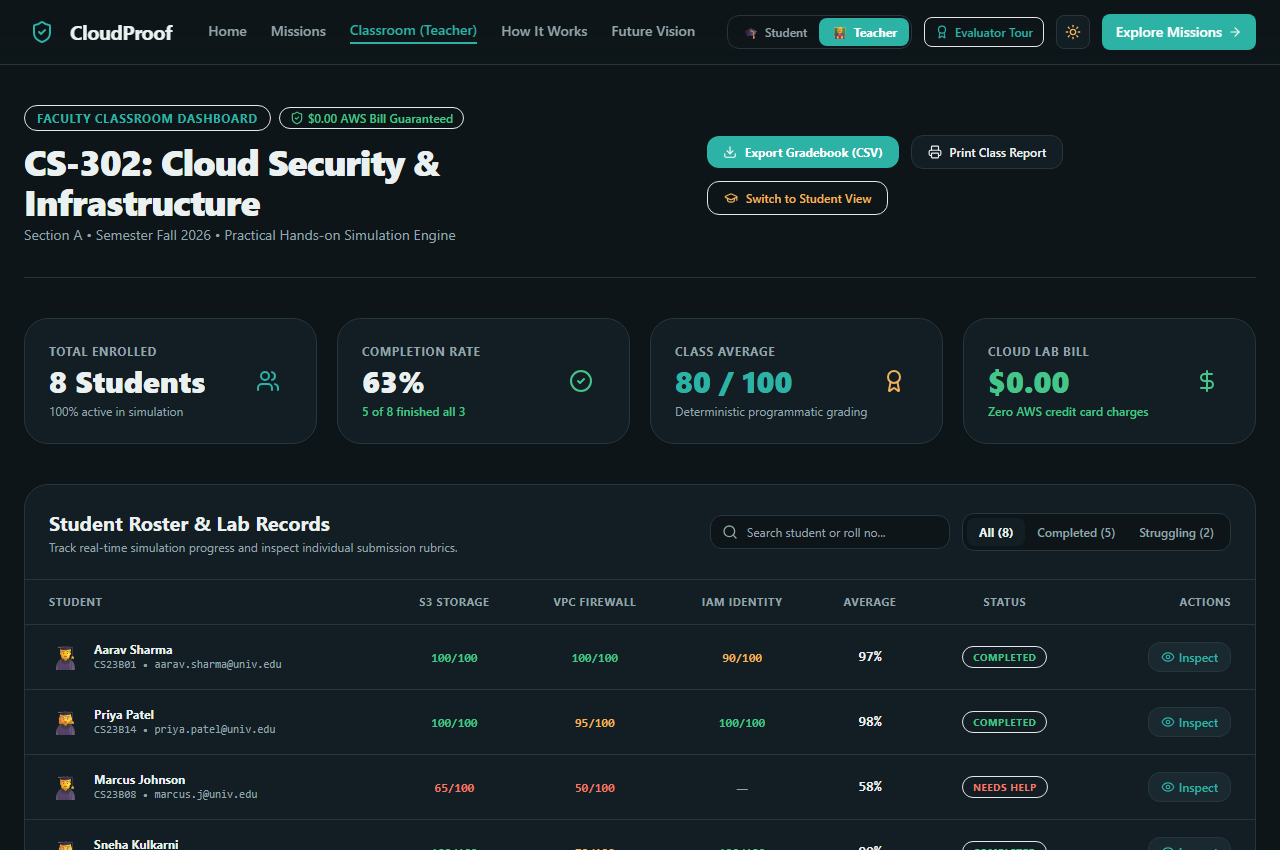 CloudProof
Home
Missions
Classroom (Teacher)
How It Works
Future Vision
Student
Teacher
Evaluator Tour
Explore Missions →
FACULTY CLASSROOM DASHBOARD
$0.00 AWS Bill Guaranteed
CS-302: Cloud Security &
Infrastructure
Section A • Semester Fall 2026 • Practical Hands-on Simulation Engine
Export Gradebook (CSV)
Print Class Report
Switch to Student View
TOTAL ENROLLED
8 Students
100% active in simulation
COMPLETION RATE
63%
5 of 8 finished all 3
CLASS AVERAGE
80 / 100
Deterministic programmatic grading
CLOUD LAB BILL
$0.00
Zero AWS credit card charges
Student Roster & Lab Records
Track real-time simulation progress and inspect individual submission rubrics.
Search student or roll no...
All (8)
Completed (5)
Struggling (2)
STUDENT
S3 STORAGE
VPC FIREWALL
IAM IDENTITY
AVERAGE
STATUS
ACTIONS
Aarav Sharma
CS23B01 • aarav.sharma@univ.edu
100/100
100/100
90/100
97%
COMPLETED
Inspect
Priya Patel
CS23B14 • priya.patel@univ.edu
100/100
95/100
100/100
98%
COMPLETED
Inspect
Marcus Johnson
CS23B08 • marcus.j@univ.edu
65/100
50/100
—
58%
NEEDS HELP
Inspect
Sneha Kulkarni